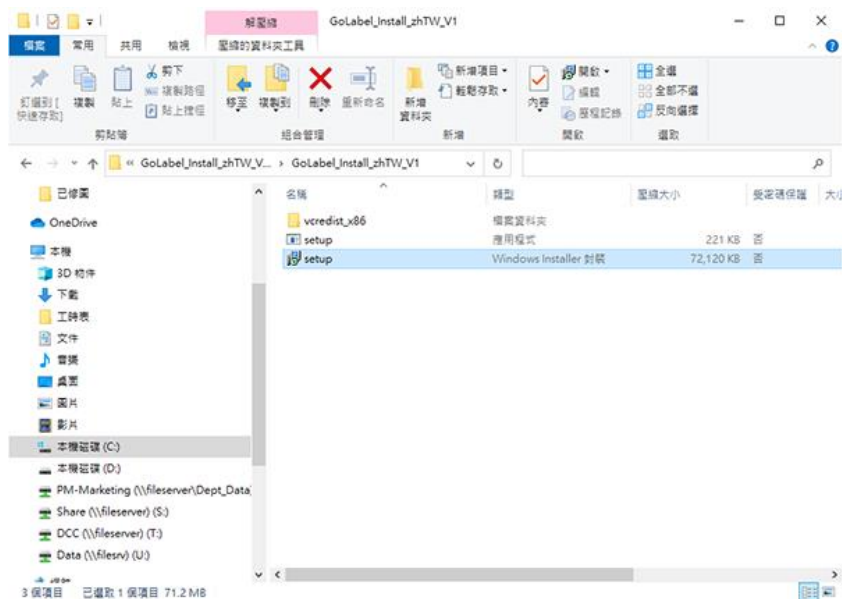 解壓縮
GoLabel_Install_zhTW_V1
檔案
常用
共用
檢視
壓縮的資料夾工具
釘選到 [
快速存取]
複製
貼上
剪下
複製路徑
貼上捷徑
剪貼簿
移至
複製到
刪除
重新命名
組合管理
新增
資料夾
新增項目
輕鬆存取
新增
內容
開啟
編輯
歷程記錄
開啟
全選
全部不選
反向選擇
選取
« GoLabel_Install_zhTW_V... › GoLabel_Install_zhTW_V1
名稱
類型
壓縮大小
受密碼保護
大小
vcredist_x86
檔案資料夾
setup
應用程式
221 KB
否
setup
Windows Installer 封裝
72,120 KB
否
已修圖
OneDrive
本機
3D 物件
下載
工時表
文件
音樂
桌面
圖片
影片
本機磁碟 (C:)
本機磁碟 (D:)
PM-Marketing (\\fileserver\Dept_Data)
Share (\\fileserver) (S:)
DCC (\\fileserver) (T:)
Data (\\filesrv) (U:)
3 個項目
已選取 1 個項目 71.2 MB